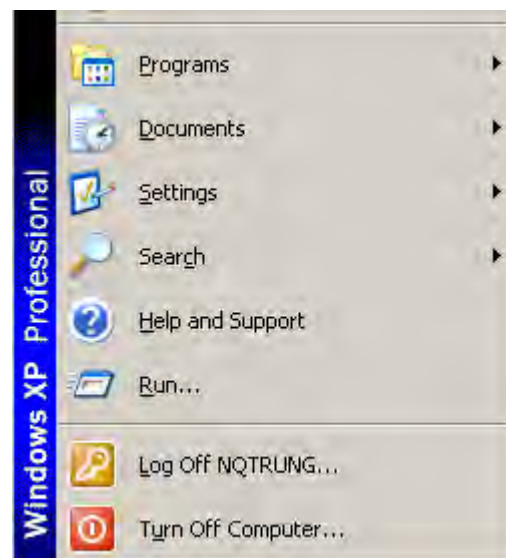 Windows XP Professional
Programs
Documents
Settings
Search
Help and Support
Run...
Log Off NQTRUNG...
Turn Off Computer...